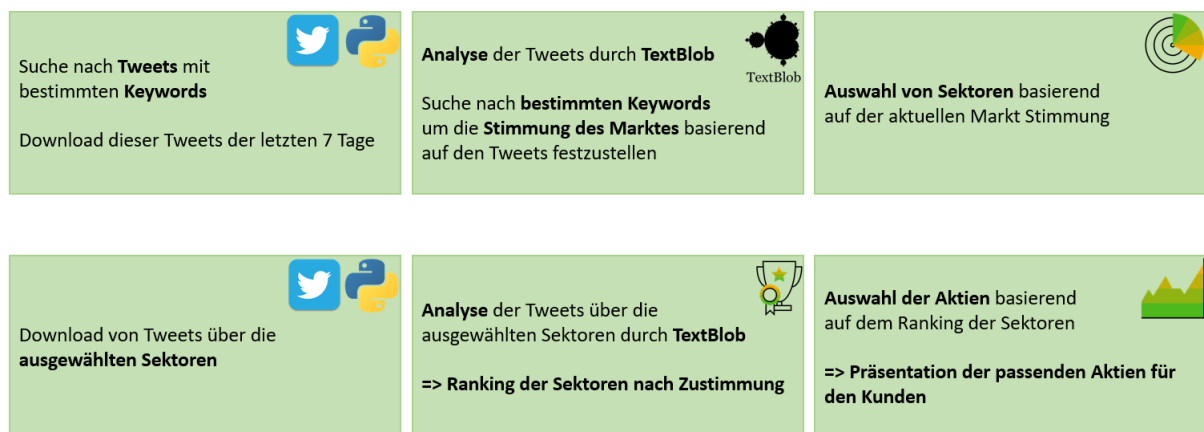 Suche nach Tweets mit
bestimmten Keywords
Download dieser Tweets der letzten 7 Tage
Analyse der Tweets durch TextBlob
TextBlob
Suche nach bestimmten Keywords
um die Stimmung des Marktes basierend
auf den Tweets festzustellen
Auswahl von Sektoren basierend
auf der aktuellen Markt Stimmung
Download von Tweets über die
ausgewählten Sektoren
Analyse der Tweets über die
ausgewählten Sektoren durch TextBlob
=> Ranking der Sektoren nach Zustimmung
Auswahl der Aktien basierend
auf dem Ranking der Sektoren
=> Präsentation der passenden Aktien für
den Kunden